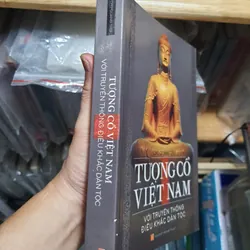 TƯỢNG CỔ VIỆT NAM
VỚI TRUYỀN THỐNG ĐIÊU KHẮC DÂN TỘC
TƯỢNG CỔ
VIỆT NAM
VỚI TRUYỀN THỐNG
ĐIÊU KHẮC DÂN TỘC